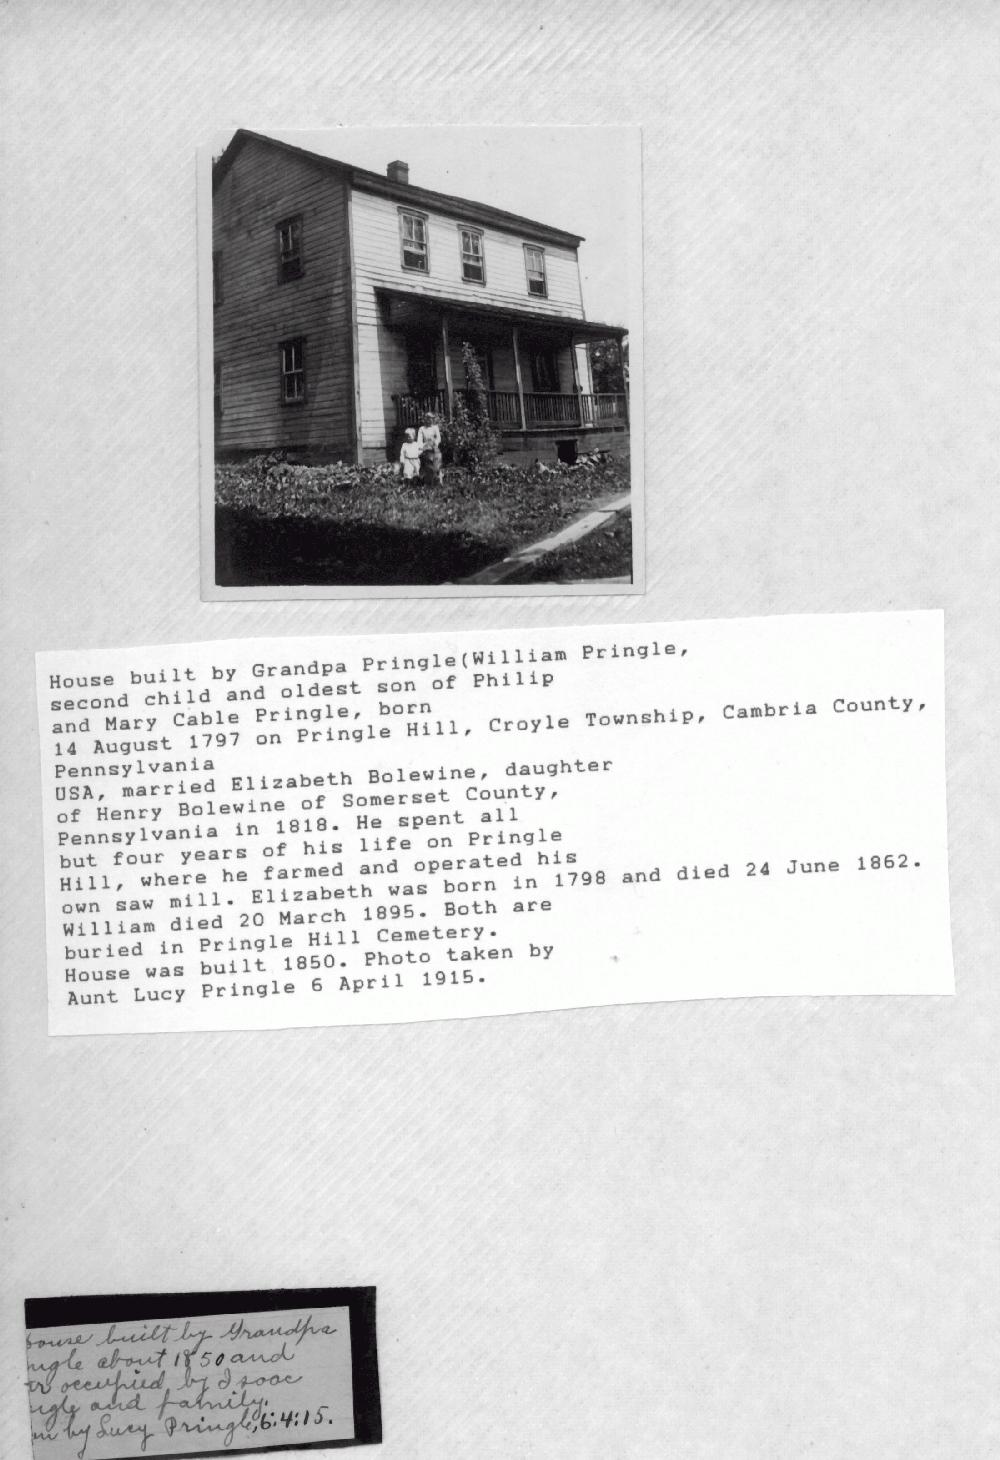 House built by Grandpa Pringle(William Pringle,
second child and oldest son of Philip
and Mary Cable Pringle, born
14 August 1797 on Pringle Hill, Croyle Township, Cambria County,
Pennsylvania
USA, married Elizabeth Bolewine, daughter
of Henry Bolewine of Somerset County,
Pennsylvania in 1818. He spent all
but four years of his life on Pringle
Hill, where he farmed and operated his
own saw mill. Elizabeth was born in 1798 and died 24 June 1862.
William died 20 March 1895. Both are
buried in Pringle Hill Cemetery.
House was built 1850. Photo taken by
Aunt Lucy Pringle 6 April 1915.
ouse built by Grandpa
ngle about 1850 and
occupied by Isaac
ngle and family.
by Lucy Pringle, 6:4:15.